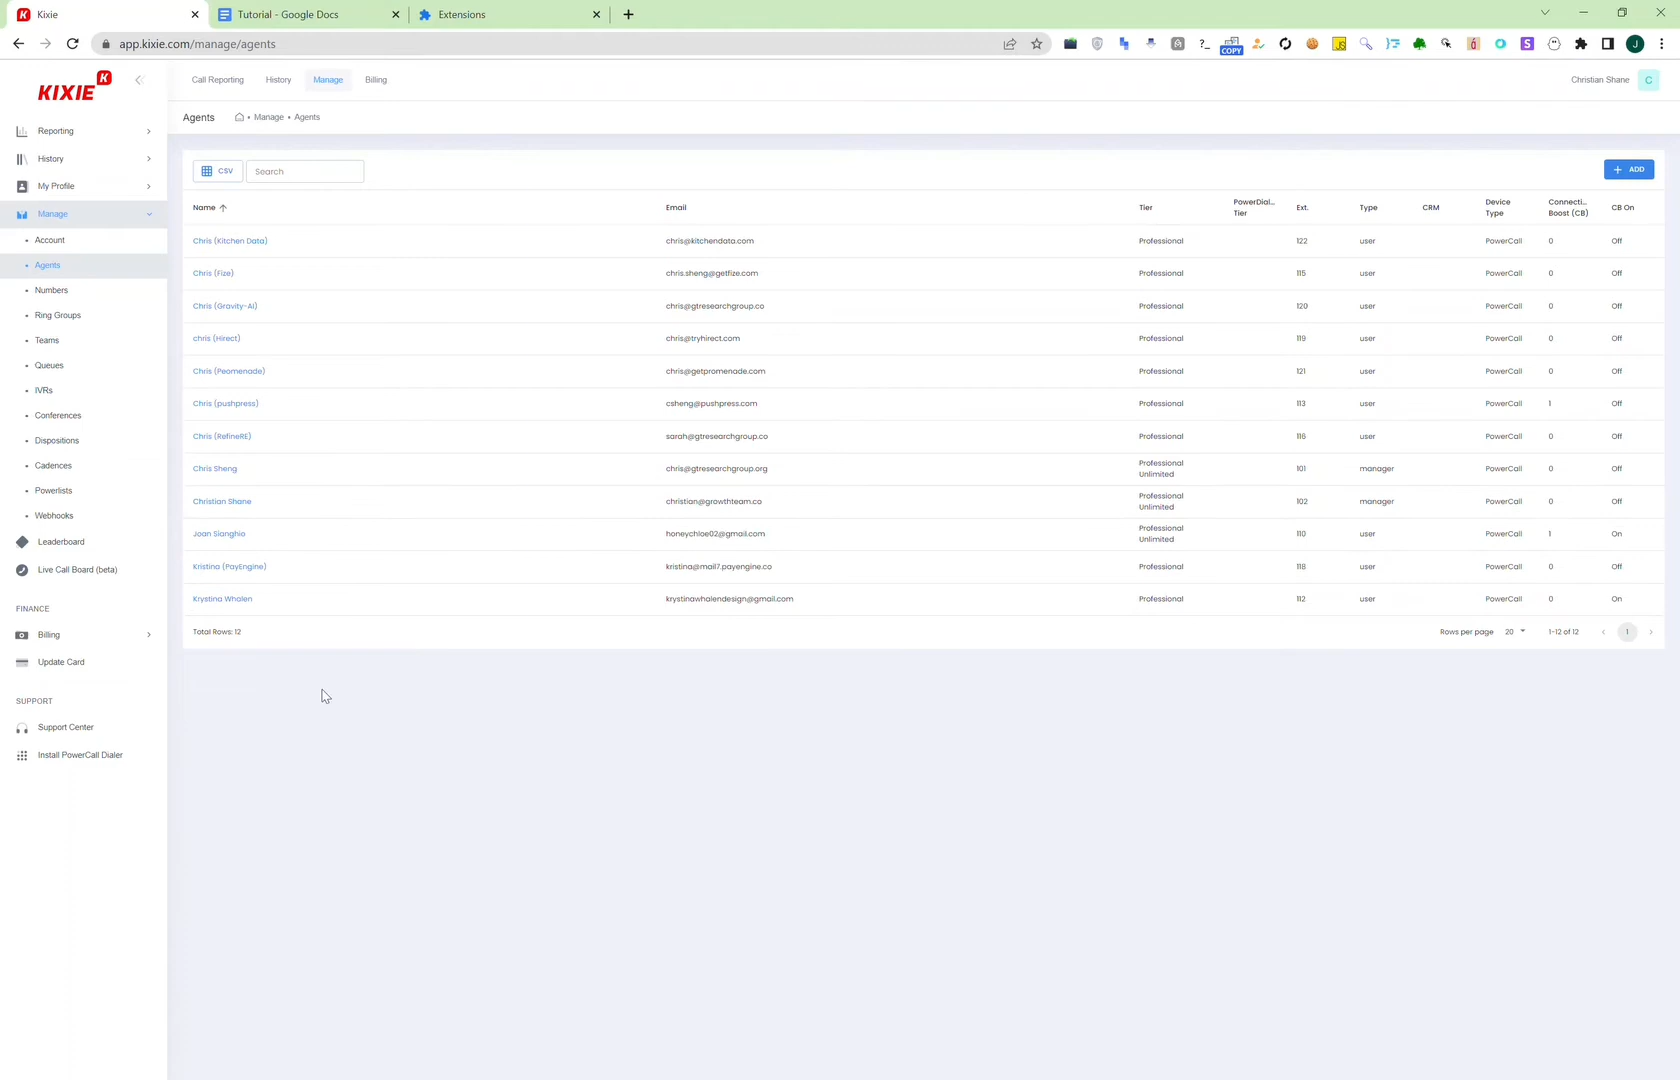 Kixie
Tutorial - Google Docs
Extensions
app.kixie.com/manage/agents
COPY
JS
S
J
KIXIE K
Call Reporting
History
Manage
Billing
Christian Shane
C
Agents
Manage • Agents
Reporting
History
My Profile
Manage
Account
Agents
Numbers
Ring Groups
Teams
Queues
IVRs
Conferences
Dispositions
Cadences
Powerlists
Webhooks
Leaderboard
Live Call Board (beta)
FINANCE
Billing
Update Card
SUPPORT
Support Center
Install PowerCall Dialer
CSV
Search
+ ADD
Name Email Tier PowerDial... Tier Ext. Type CRM Device Type Connecti... Boost (CB) CB On
Chris (Kitchen Data) chris@kitchendata.com Professional 122 user PowerCall 0 Off
Chris (Fize) chris.sheng@getfize.com Professional 115 user PowerCall 0 Off
Chris (Gravity-AI) chris@gtresearchgroup.co Professional 120 user PowerCall 0 Off
chris (Hirect) chris@tryhirect.com Professional 119 user PowerCall 0 Off
Chris (Peomenade) chris@getpromenade.com Professional 121 user PowerCall 0 Off
Chris (pushpress) csheng@pushpress.com Professional 113 user PowerCall 1 Off
Chris (RefineRE) sarah@gtresearchgroup.co Professional 116 user PowerCall 0 Off
Chris Sheng chris@gtresearchgroup.org Professional Unlimited 101 manager PowerCall 0 Off
Christian Shane christian@growthteam.co Professional Unlimited 102 manager PowerCall 0 Off
Joan Sianghio honeychloe02@gmail.com Professional Unlimited 110 user PowerCall 1 On
Kristina (PayEngine) kristina@mail7.payengine.co Professional 118 user PowerCall 0 Off
Krystina Whalen krystinawhalendesign@gmail.com Professional 112 user PowerCall 0 On
Total Rows: 12
Rows per page 20 1-12 of 12 1